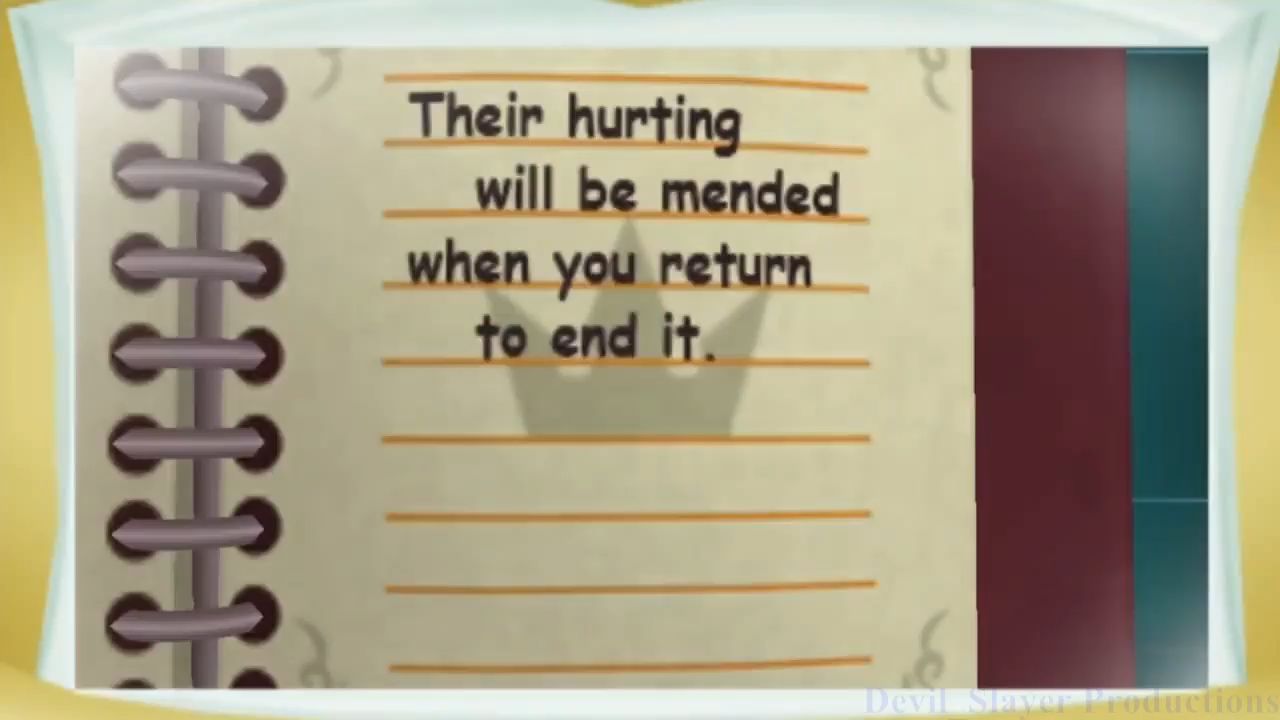 Their hurting
will be mended
when you return
to end it.
Devil Slayer Productions